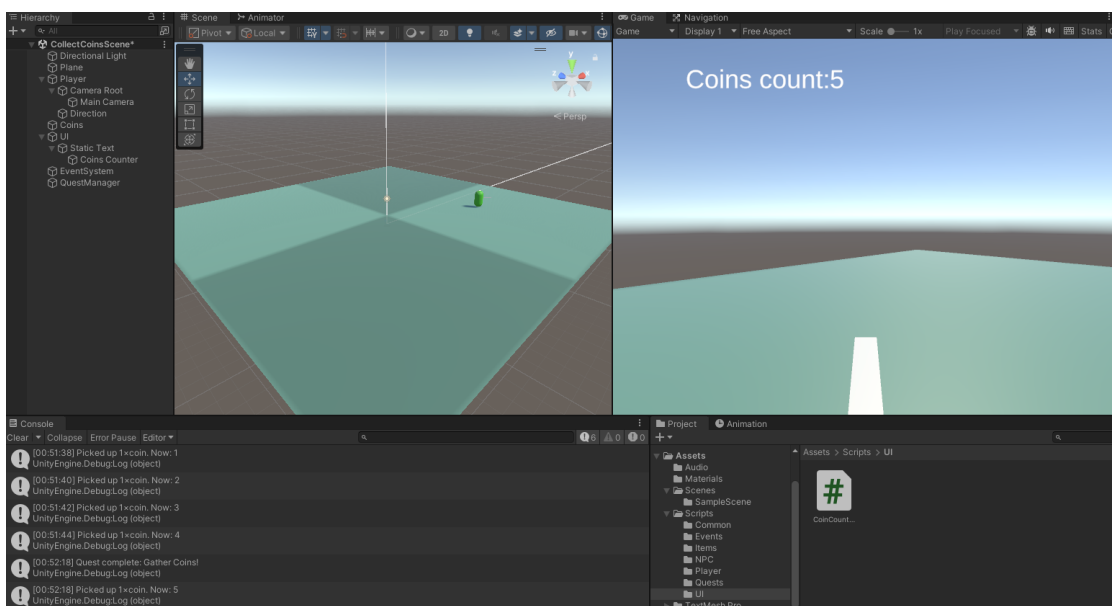 Hierarchy
All
CollectCoinsScene*
Directional Light
Plane
Player
Camera Root
Main Camera
Direction
Coins
UI
Static Text
Coins Counter
EventSystem
QuestManager
Scene
Animator
Pivot
Local
2D
y
z
x
Persp
Game
Navigation
Game
Display 1
Free Aspect
Scale
1x
Play Focused
Stats
Coins count:5
Console
Clear
Collapse
Error Pause
Editor
6
0
0
[00:51:38] Picked up 1×coin. Now: 1
UnityEngine.Debug:Log (object)
[00:51:40] Picked up 1×coin. Now: 2
UnityEngine.Debug:Log (object)
[00:51:42] Picked up 1×coin. Now: 3
UnityEngine.Debug:Log (object)
[00:51:44] Picked up 1×coin. Now: 4
UnityEngine.Debug:Log (object)
[00:52:18] Quest complete: Gather Coins!
UnityEngine.Debug:Log (object)
[00:52:18] Picked up 1×coin. Now: 5
UnityEngine.Debug:Log (object)
Project
Animation
Assets
Audio
Materials
Scenes
SampleScene
Scripts
Common
Events
Items
NPC
Player
Quests
UI
TextMesh Pro
Assets > Scripts > UI
#
CoinCount...